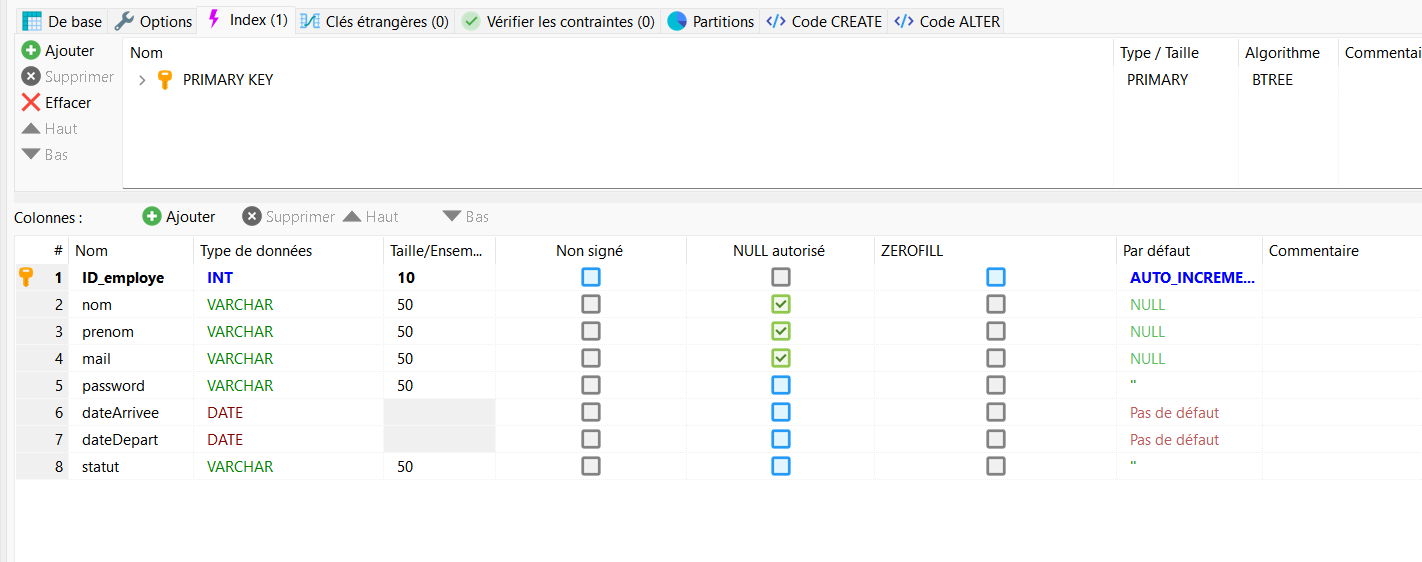 De base Options Index (1) Clés étrangères (0) Vérifier les contraintes (0) Partitions </> Code CREATE </> Code ALTER
Ajouter
Supprimer
Effacer
Haut
Bas
Nom Type / Taille Algorithme Commentai
PRIMARY KEY PRIMARY BTREE
Colonnes : Ajouter Supprimer Haut Bas
# Nom Type de données Taille/Ensem... Non signé NULL autorisé ZEROFILL Par défaut Commentaire
1 ID_employe INT 10 AUTO_INCREME...
2 nom VARCHAR 50 NULL
3 prenom VARCHAR 50 NULL
4 mail VARCHAR 50 NULL
5 password VARCHAR 50 ''
6 dateArrivee DATE Pas de défaut
7 dateDepart DATE Pas de défaut
8 statut VARCHAR 50 ''